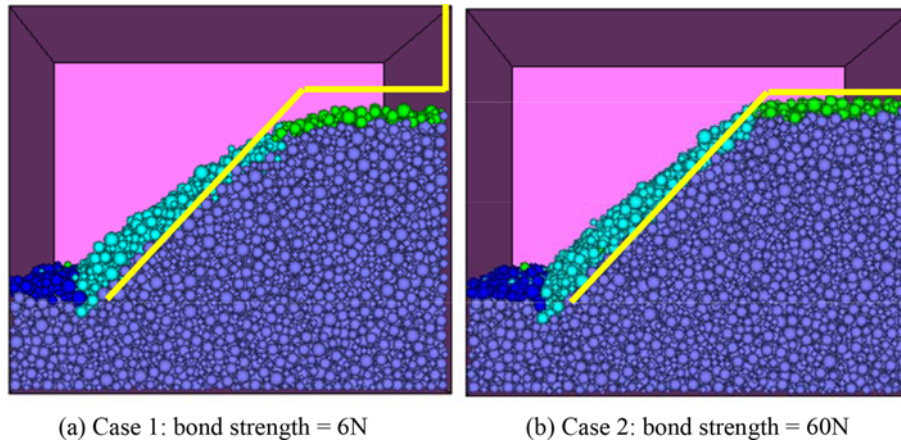 (a) Case 1: bond strength = 6N
(b) Case 2: bond strength = 60N